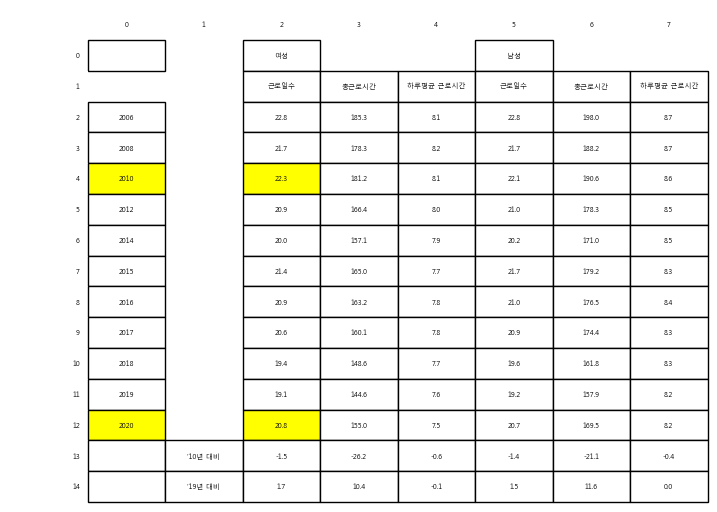 0 1 2 3 4 5 6 7
0 여성 남성
1 근로일수 총근로시간 하루평균 근로시간 근로일수 총근로시간 하루평균 근로시간
2 2006 22.8 185.3 8.1 22.8 198.0 8.7
3 2008 21.7 178.3 8.2 21.7 188.2 8.7
4 2010 22.3 181.2 8.1 22.1 190.6 8.6
5 2012 20.9 166.4 8.0 21.0 178.3 8.5
6 2014 20.0 157.1 7.9 20.2 171.0 8.5
7 2015 21.4 165.0 7.7 21.7 179.2 8.3
8 2016 20.9 163.2 7.8 21.0 176.5 8.4
9 2017 20.6 160.1 7.8 20.9 174.4 8.3
10 2018 19.4 148.6 7.7 19.6 161.8 8.3
11 2019 19.1 144.6 7.6 19.2 157.9 8.2
12 2020 20.8 155.0 7.5 20.7 169.5 8.2
13 '10년 대비 -1.5 -26.2 -0.6 -1.4 -21.1 -0.4
14 '19년 대비 1.7 10.4 -0.1 1.5 11.6 0.0